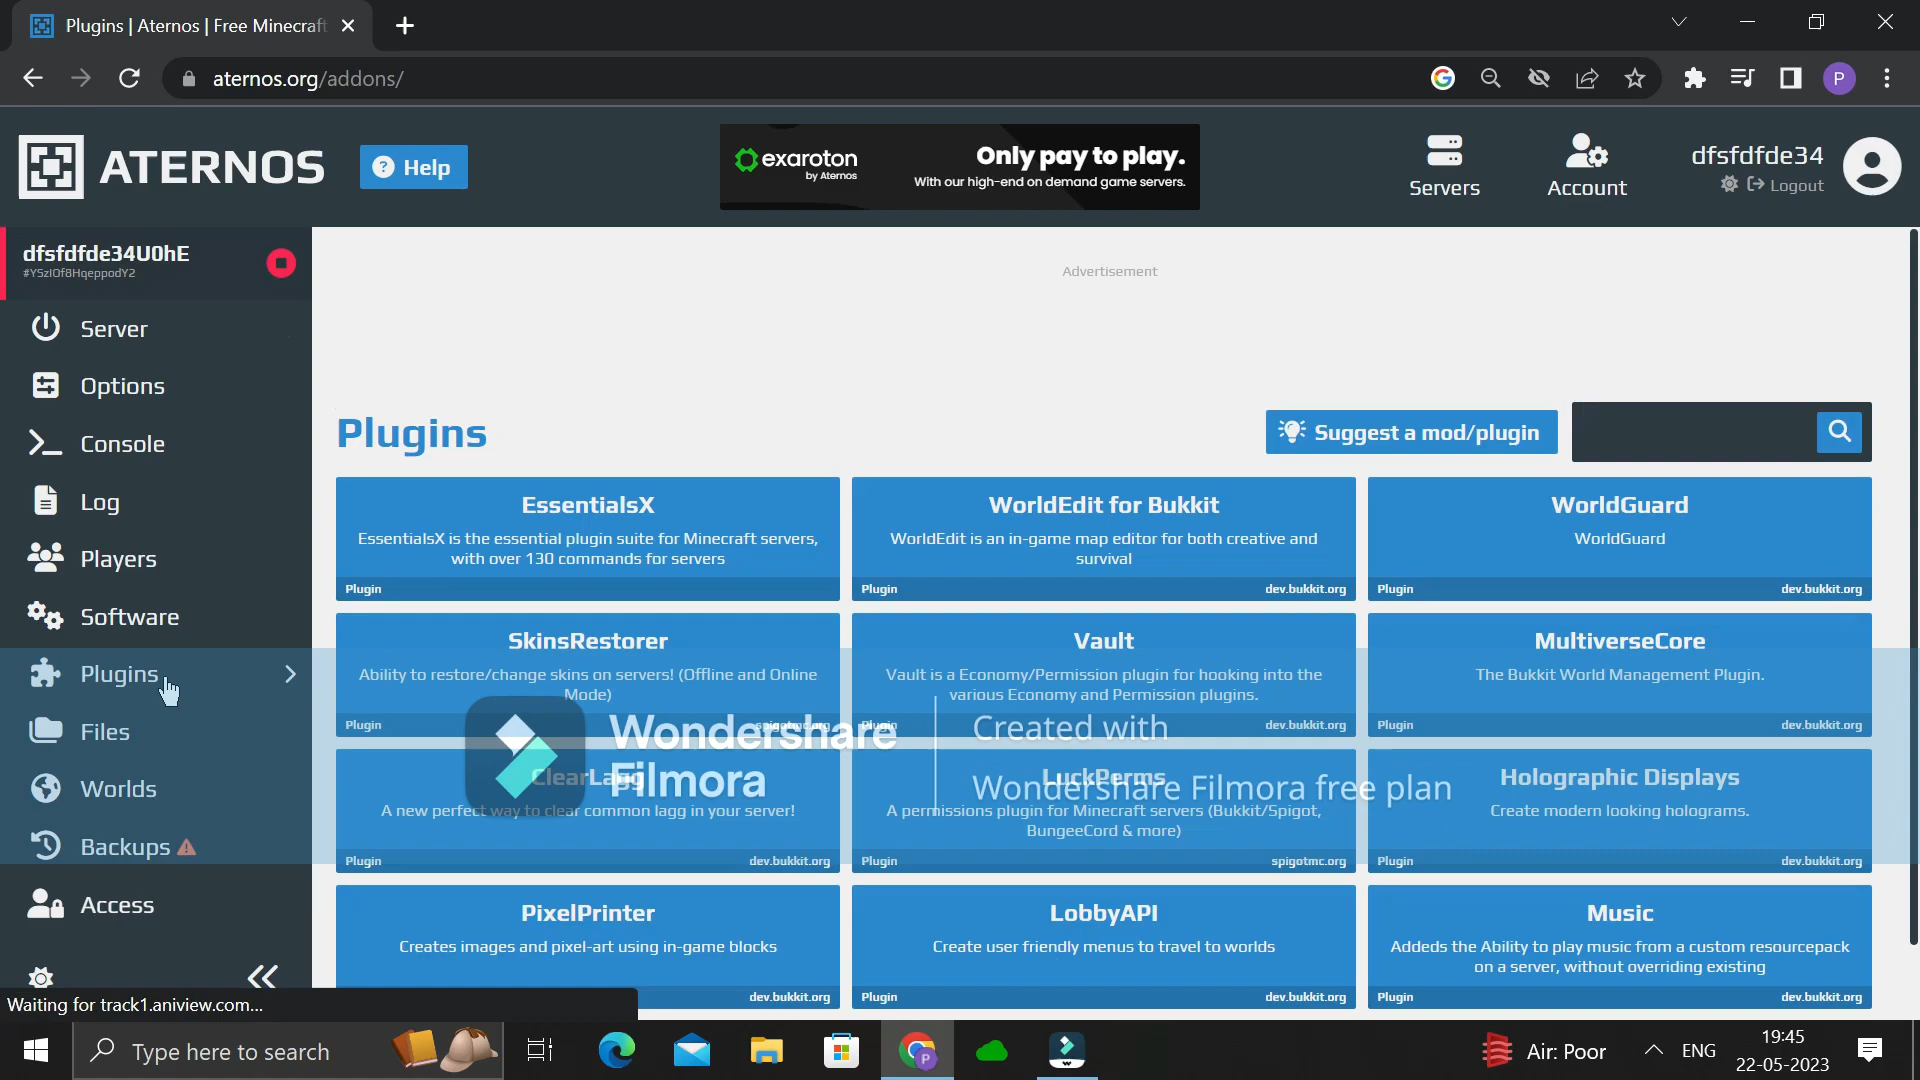 Plugins | Aternos | Free Minecraft
aternos.org/addons/
P
ATERNOS
? Help
exaroton
by Aternos
Only pay to play.
With our high-end on demand game servers.
Servers
Account
dfsfdfde34
Logout
dfsfdfde34U0hE
#YSzIOf8HqeppodY2
Server
Options
Console
Log
Players
Software
Plugins
Files
Worlds
Backups
Access
Advertisement
Plugins
Suggest a mod/plugin
EssentialsX
EssentialsX is the essential plugin suite for Minecraft servers,
with over 130 commands for servers
Plugin
WorldEdit for Bukkit
WorldEdit is an in-game map editor for both creative and
survival
Plugin dev.bukkit.org
WorldGuard
WorldGuard
Plugin dev.bukkit.org
SkinsRestorer
Ability to restore/change skins on servers! (Offline and Online
Mode)
Plugin spigotmc.org
Vault
Vault is a Economy/Permission plugin for hooking into the
various Economy and Permission plugins.
Plugin dev.bukkit.org
MultiverseCore
The Bukkit World Management Plugin.
Plugin dev.bukkit.org
ClearLagg
A new perfect way to clear common lagg in your server!
Plugin dev.bukkit.org
LuckPerms
A permissions plugin for Minecraft servers (Bukkit/Spigot,
BungeeCord & more)
Plugin spigotmc.org
Holographic Displays
Create modern looking holograms.
Plugin dev.bukkit.org
PixelPrinter
Creates images and pixel-art using in-game blocks
dev.bukkit.org
LobbyAPI
Create user friendly menus to travel to worlds
Plugin dev.bukkit.org
Music
Addeds the Ability to play music from a custom resourcepack
on a server, without overriding existing
Plugin dev.bukkit.org
Wondershare
Filmora
Created with
Wondershare Filmora free plan
Waiting for track1.aniview.com...
Type here to search
P
Air: Poor
ENG
19:45
22-05-2023